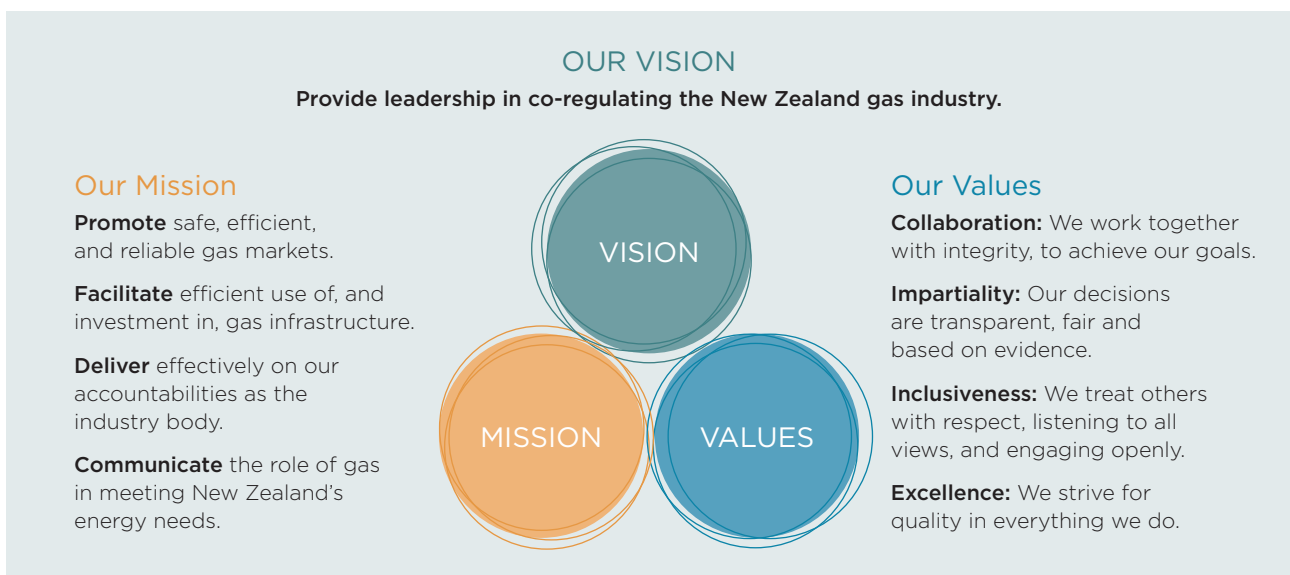 OUR VISION
Provide leadership in co-regulating the New Zealand gas industry.
Our Mission
Promote safe, efficient,
and reliable gas markets.
Facilitate efficient use of, and
investment in, gas infrastructure.
Deliver effectively on our
accountabilities as the
industry body.
Communicate the role of gas
in meeting New Zealand’s
energy needs.
VISION
MISSION
VALUES
Our Values
Collaboration: We work together
with integrity, to achieve our goals.
Impartiality: Our decisions
are transparent, fair and
based on evidence.
Inclusiveness: We treat others
with respect, listening to all
views, and engaging openly.
Excellence: We strive for
quality in everything we do.